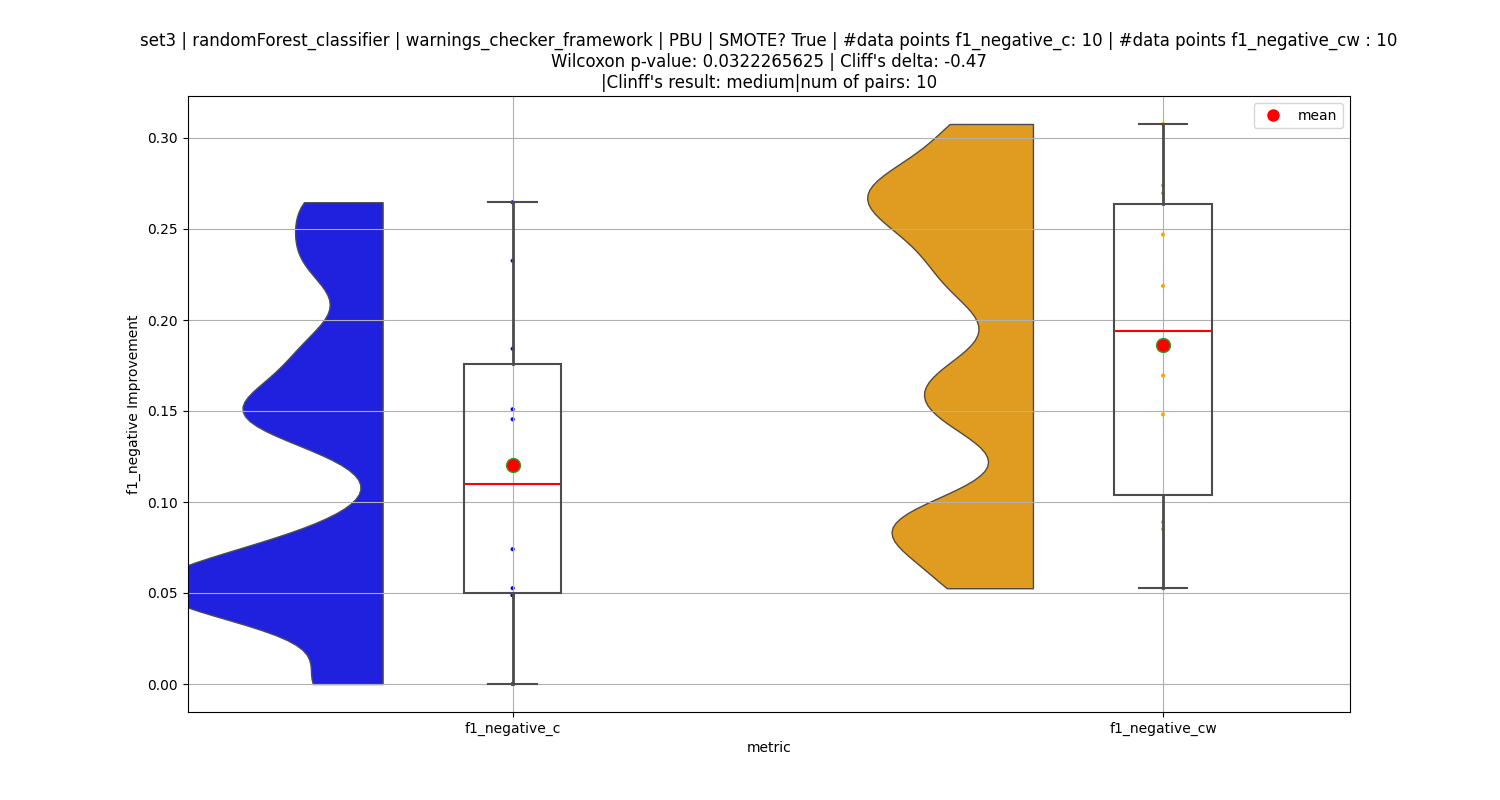 set3 | randomForest_classifier | warnings_checker_framework | PBU | SMOTE? True | #data points f1_negative_c: 10 | #data points f1_negative_cw : 10
Wilcoxon p-value: 0.0322265625 | Cliff's delta: -0.47
|Clinff's result: medium|num of pairs: 10
mean
0.30
0.25
0.20
0.15
0.10
0.05
0.00
f1_negative Improvement
f1_negative_c
f1_negative_cw
metric